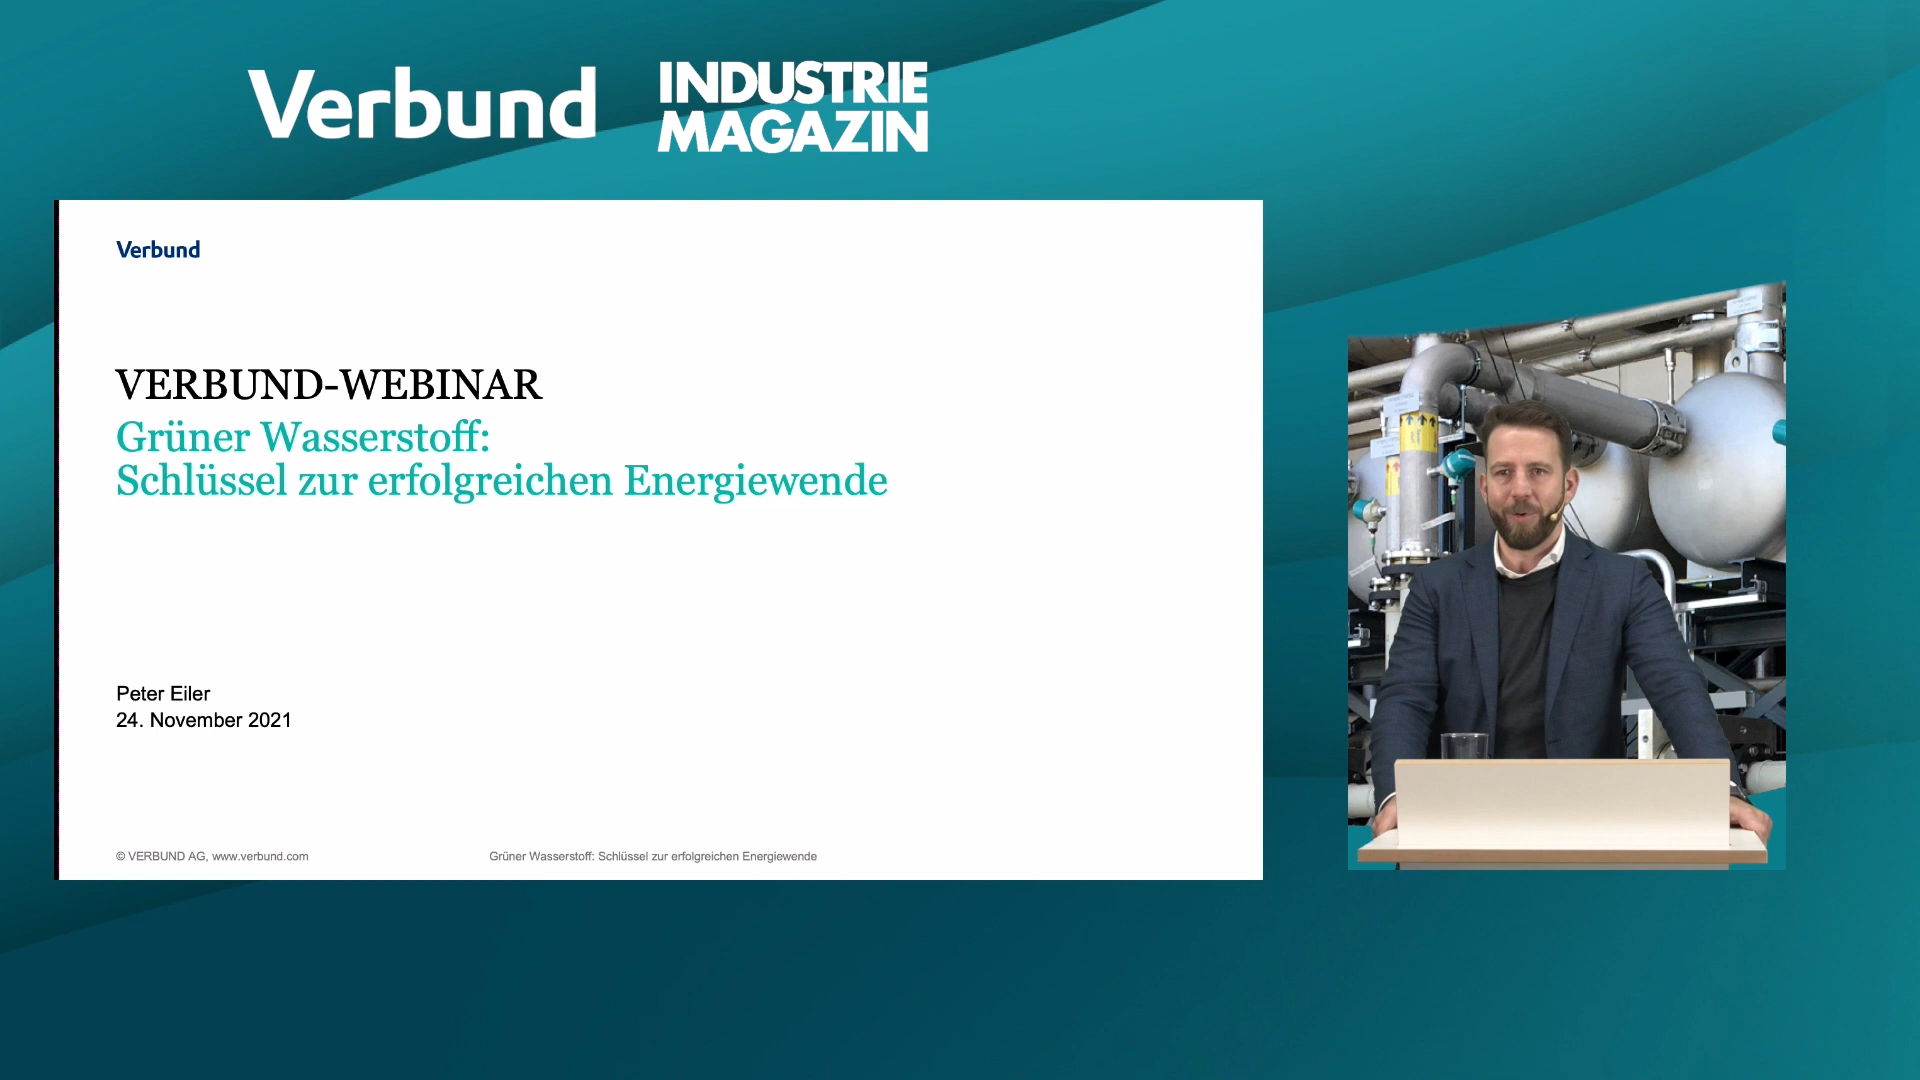 Verbund
INDUSTRIE
MAGAZIN
Verbund
VERBUND-WEBINAR
Grüner Wasserstoff:
Schlüssel zur erfolgreichen Energiewende
Peter Eiler
24. November 2021
© VERBUND AG, www.verbund.com
Grüner Wasserstoff: Schlüssel zur erfolgreichen Energiewende